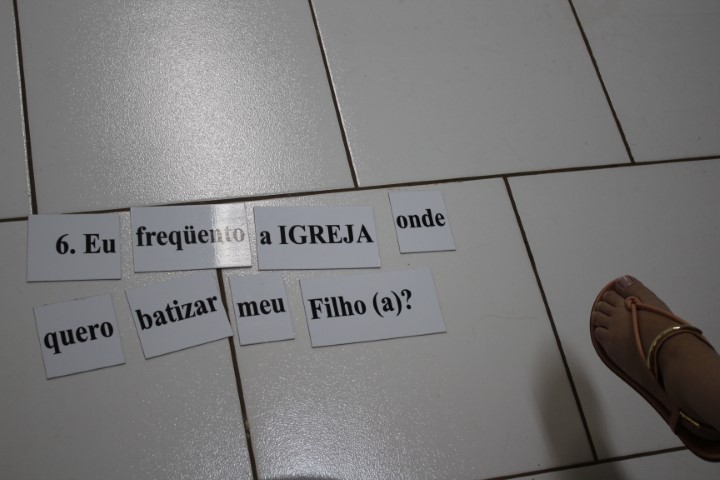 6. Eu freqüento a IGREJA onde
quero batizar meu Filho (a)?